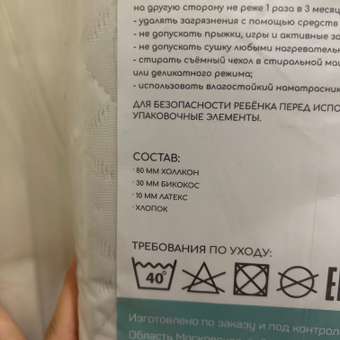 на другую сторону не реже 1 раза в 3 месяца
- удалять загрязнения с помощью средств
- не допускать прыжки, игры и активные за
- не допускать сушку любыми нагревательн
- стирать съёмный чехол в стиральной маш
или деликатного режима;
- использовать влагостойкий наматрасник
ДЛЯ БЕЗОПАСНОСТИ РЕБЁНКА ПЕРЕД ИСПО
УПАКОВОЧНЫЕ ЭЛЕМЕНТЫ.
СОСТАВ:
· 80 ММ ХОЛЛКОН
· 30 ММ БИКОКОС
· 10 ММ ЛАТЕКС
· ХЛОПОК
ТРЕБОВАНИЯ ПО УХОДУ:
40°
Изготовлено по заказу и под контрол
Область Московская